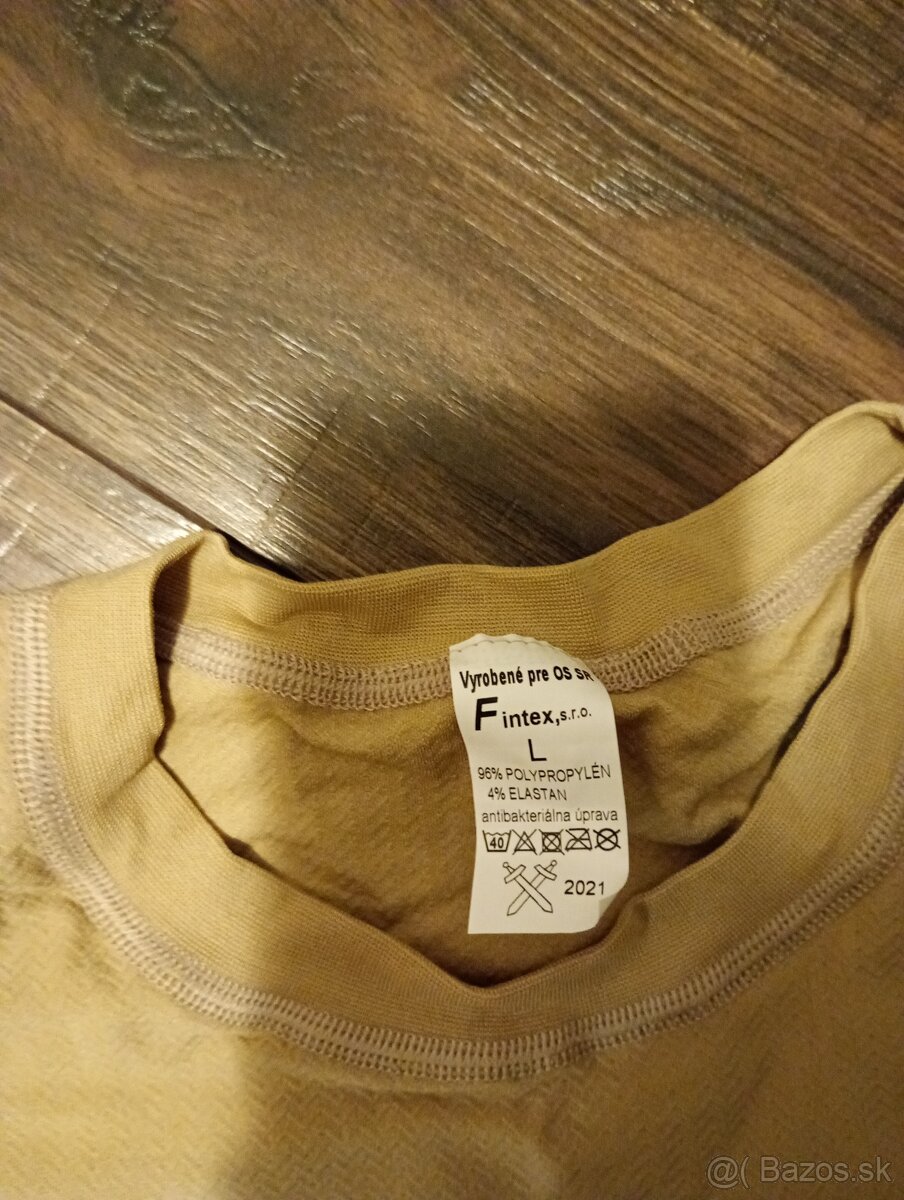 Vyrobené pre OS SR
Fintex,s.r.o.
L
96% POLYPROPYLÉN
4% ELASTAN
antibakteriálna úprava
40
2021
@( Bazos.sk